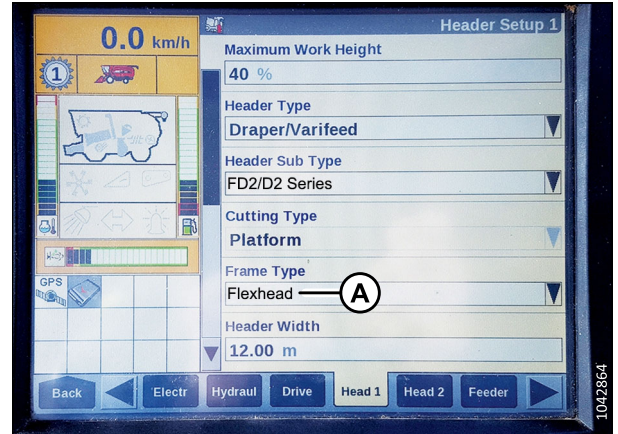 Header Setup 1
0.0 km/h
1
Maximum Work Height
40 %
Header Type
Draper/Varifeed
Header Sub Type
FD2/D2 Series
Cutting Type
Platform
Frame Type
Flexhead
A
Header Width
12.00 m
GPS
Back
Electr
Hydraul
Drive
Head 1
Head 2
Feeder
1042864